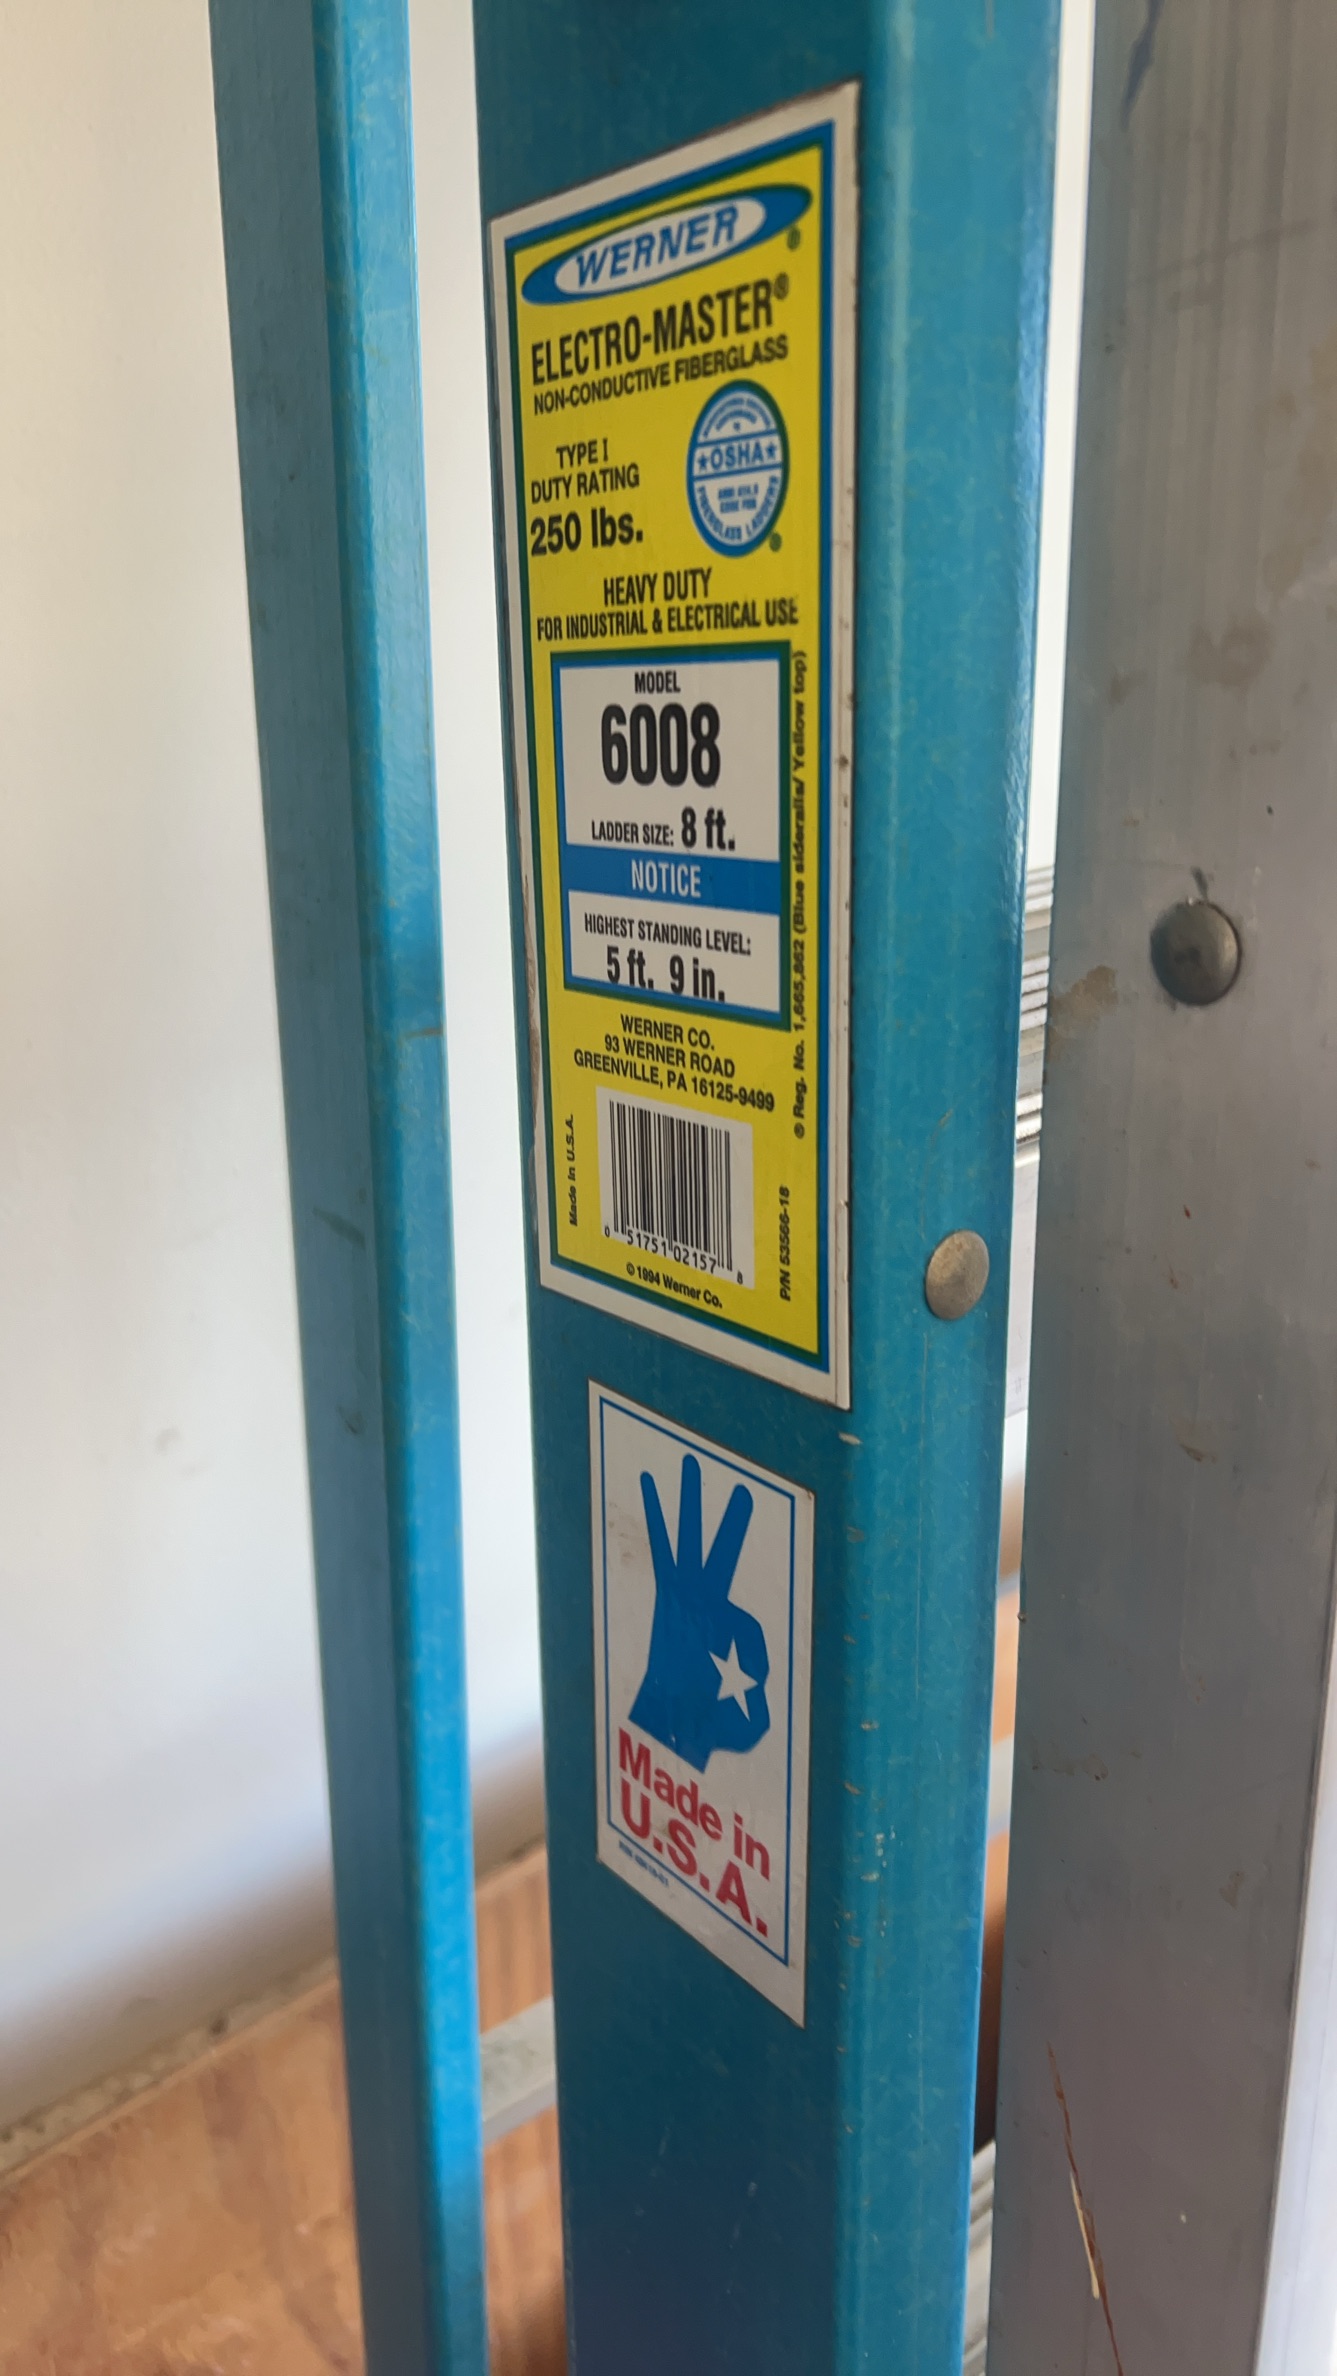 WERNER®
ELECTRO-MASTER®
NON-CONDUCTIVE FIBERGLASS
TYPE I
DUTY RATING
250 lbs.
★OSHA★
FIBERGLASS LADDERS
®
HEAVY DUTY
FOR INDUSTRIAL & ELECTRICAL USE
MODEL
6008
LADDER SIZE: 8 ft.
NOTICE
HIGHEST STANDING LEVEL:
5 ft. 9 in.
® Reg. No. 1,665,862 (Blue siderails/ Yellow top)
WERNER CO.
93 WERNER ROAD
GREENVILLE, PA 16125-9499
Made in U.S.A.
0 51751 02157 8
P/N 53566-18
© 1994 Werner Co.
Made in
U.S.A.